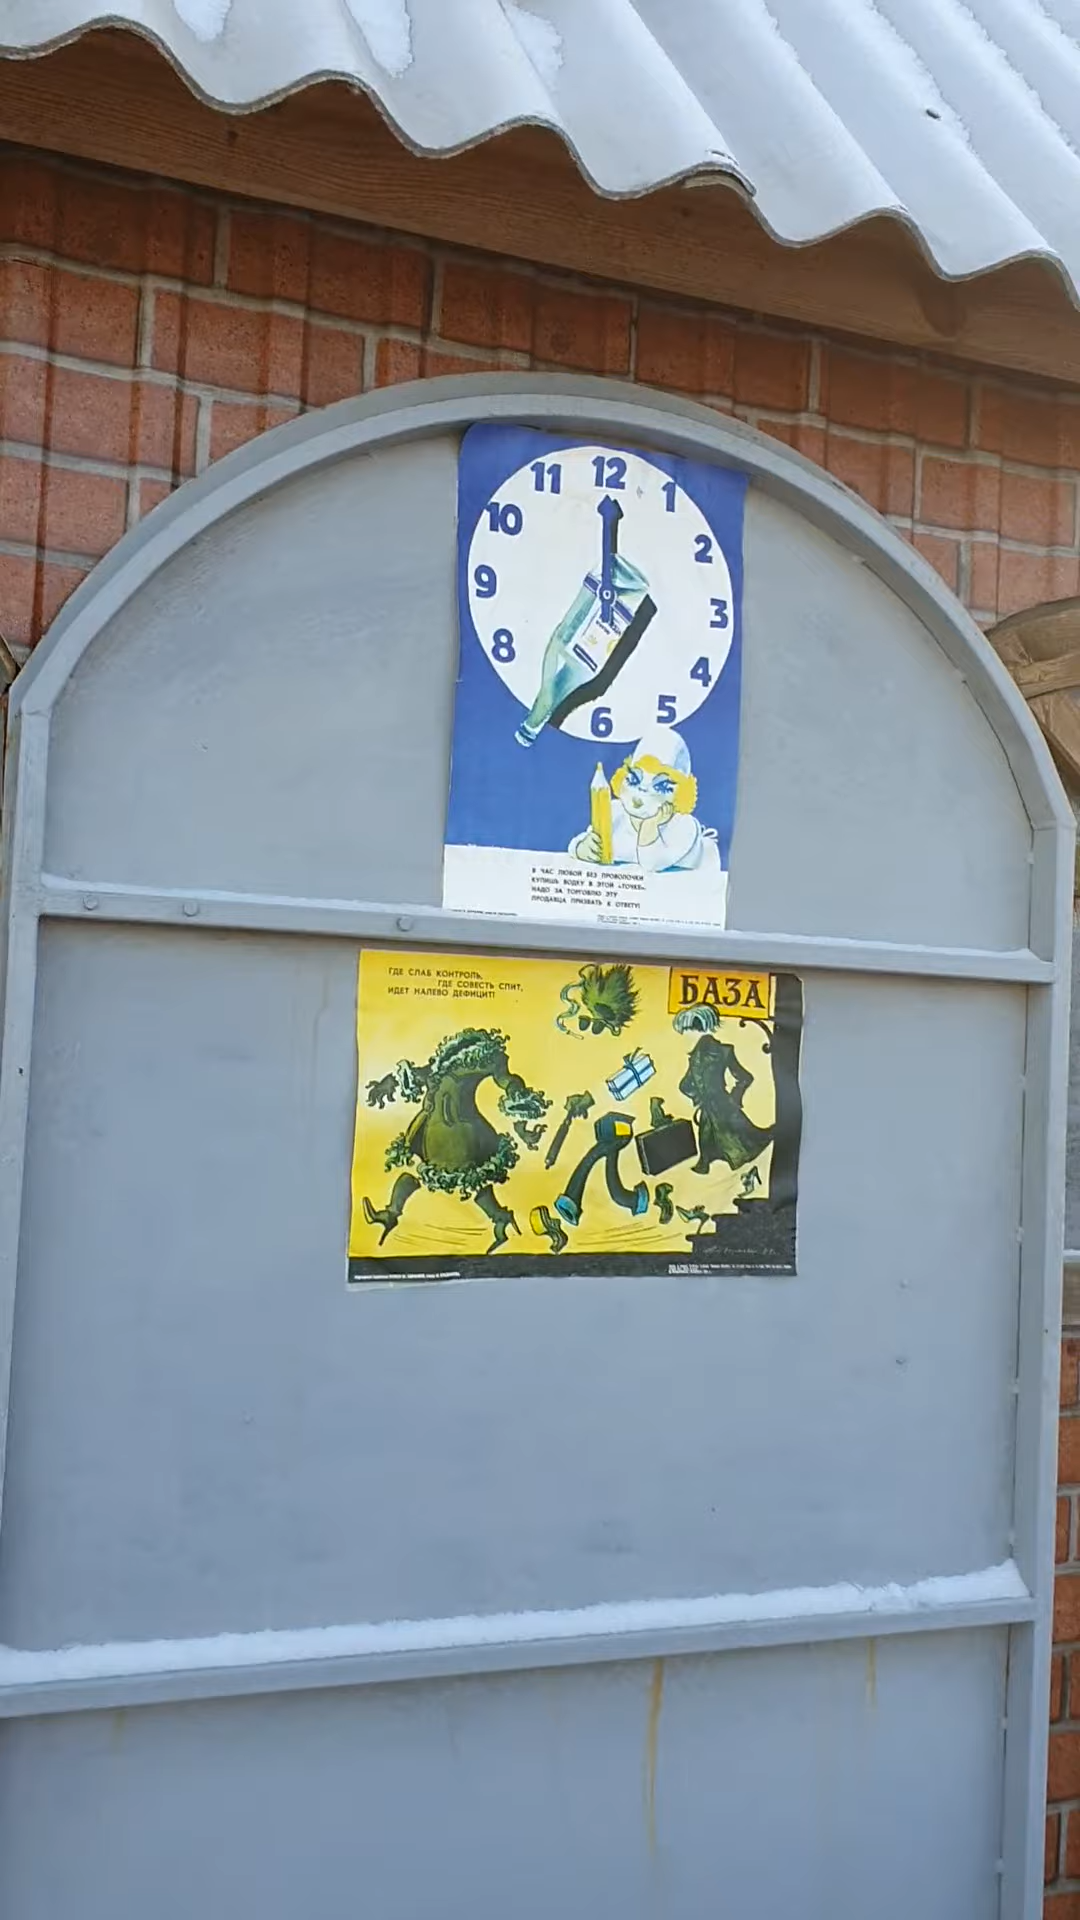 11 12 1
10 2
9 3
8 4
6 5
В ЧАС ЛЮБОЙ БЕЗ ПРОВОЛОЧКИ
КУПИШЬ ВОДКУ В ЭТОЙ «ТОЧКЕ».
НАДО ЗА ТОРГОВЛЮ ЭТУ
ПРОДАВЦА ПРИЗВАТЬ К ОТВЕТУ!
ГДЕ СЛАБ КОНТРОЛЬ,
ГДЕ СОВЕСТЬ СПИТ,
ИДЕТ НАЛЕВО ДЕФИЦИТ!
БАЗА